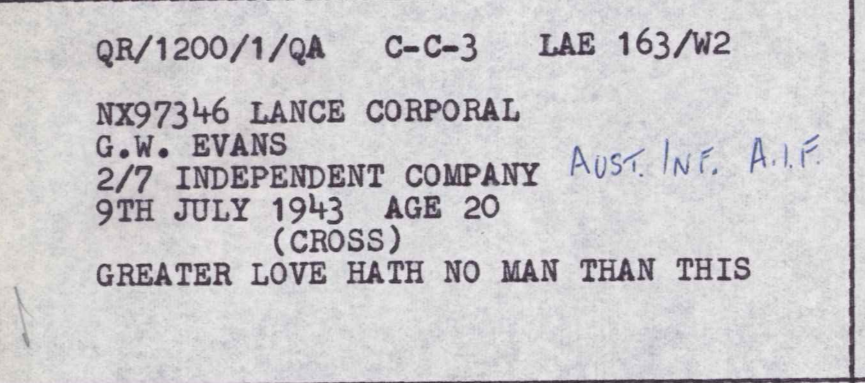 QR/1200/1/QA C-C-3 LAE 163/W2
NX97346 LANCE CORPORAL
G.W. EVANS
2/7 INDEPENDENT COMPANY AUST. INF. A.I.F.
9TH JULY 1943 AGE 20
(CROSS)
GREATER LOVE HATH NO MAN THAN THIS